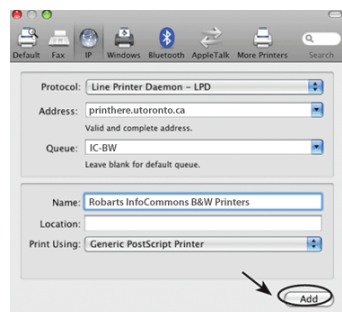 Default Fax IP Windows Bluetooth AppleTalk More Printers Search
Protocol: Line Printer Daemon – LPD
Address: printhere.utoronto.ca
Valid and complete address.
Queue: IC-BW
Leave blank for default queue.
Name: Robarts InfoCommons B&W Printers
Location:
Print Using: Generic PostScript Printer
Add